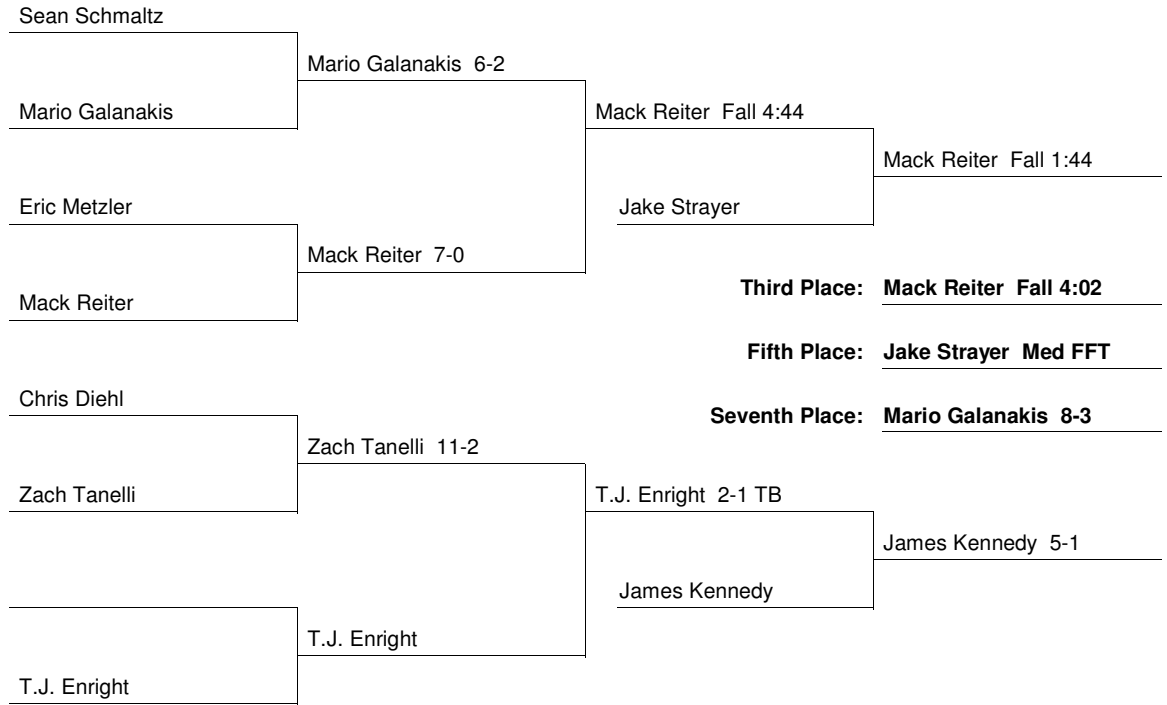 Sean Schmaltz
Mario Galanakis 6-2
Mario Galanakis
Mack Reiter Fall 4:44
Mack Reiter Fall 1:44
Eric Metzler
Jake Strayer
Mack Reiter 7-0
Mack Reiter
Third Place: Mack Reiter Fall 4:02
Fifth Place: Jake Strayer Med FFT
Chris Diehl
Seventh Place: Mario Galanakis 8-3
Zach Tanelli 11-2
Zach Tanelli
T.J. Enright 2-1 TB
James Kennedy 5-1
James Kennedy
T.J. Enright
T.J. Enright